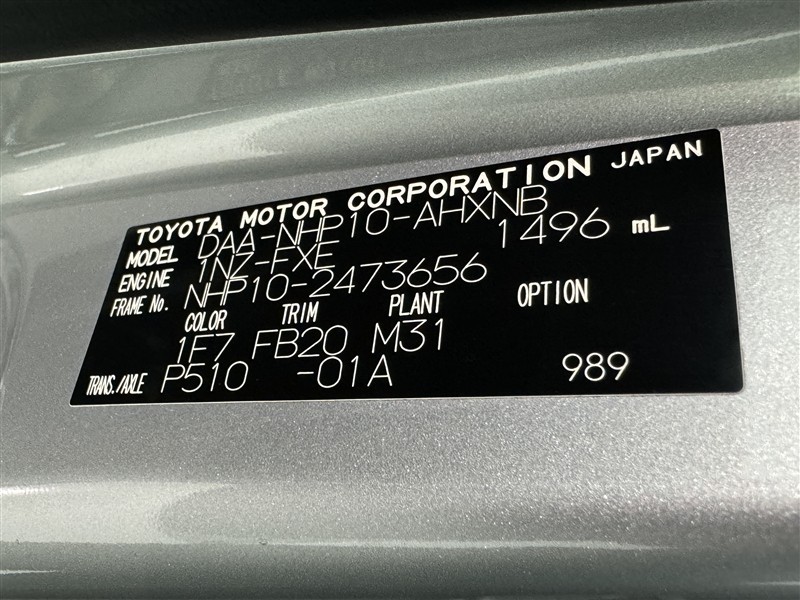 TOYOTA MOTOR CORPORATION JAPAN
MODEL DAA-NHP10-AHXNB
ENGINE 1NZ-FXE 1496 mL
FRAME No. NHP10-2473656
COLOR TRIM PLANT OPTION
1F7 FB20 M31
TRANS./AXLE P510 -01A 989